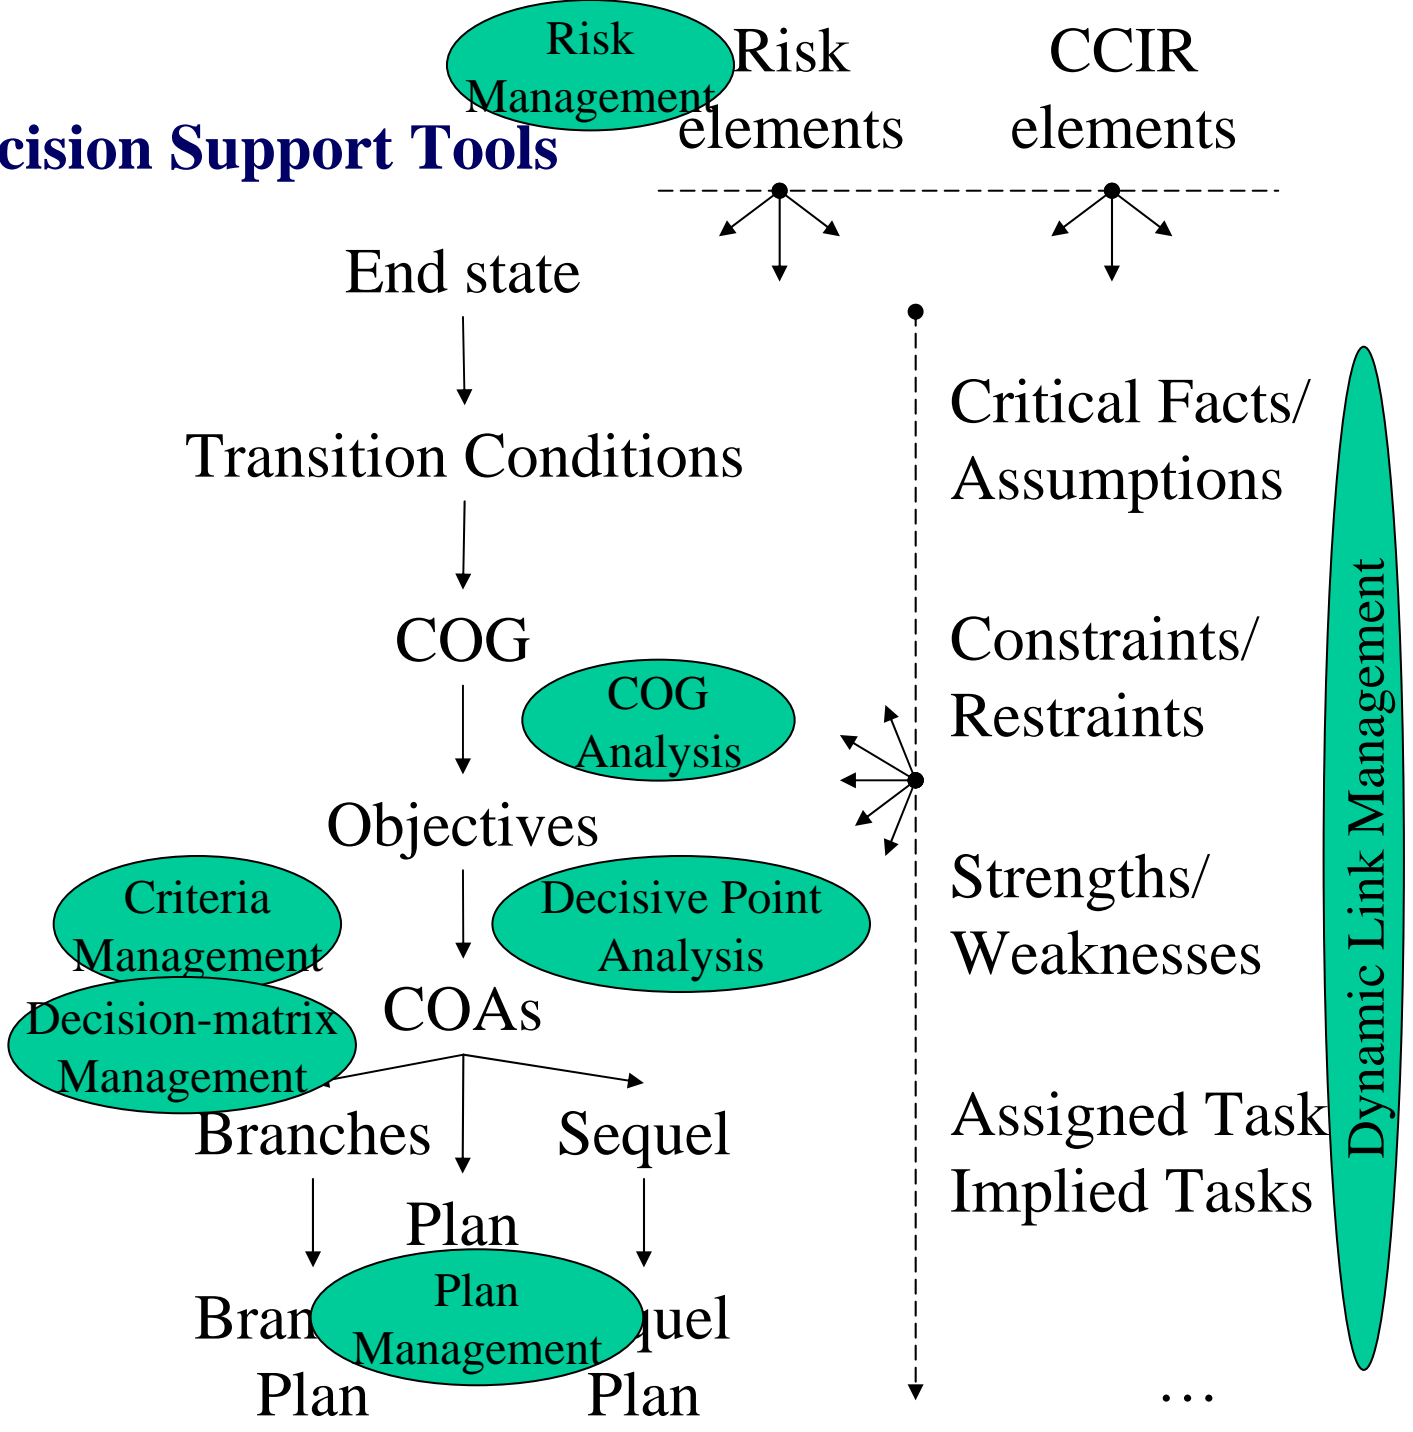 Risk
Management
Risk
elements
CCIR
elements
cision Support Tools
End state
Transition Conditions
COG
COG
Analysis
Objectives
Criteria
Management
Decisive Point
Analysis
Decision-matrix
Management
COAs
Branches
Sequel
Plan
Plan
Management
Bran
quel
Plan
Plan
Critical Facts/
Assumptions
Constraints/
Restraints
Strengths/
Weaknesses
Assigned Task
Implied Tasks
…
Dynamic Link Management